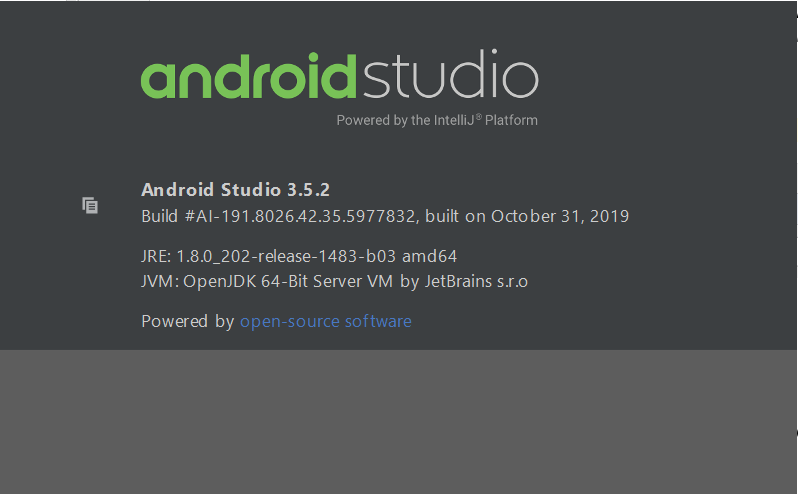 androidstudio
Powered by the IntelliJ® Platform
Android Studio 3.5.2
Build #AI-191.8026.42.35.5977832, built on October 31, 2019
JRE: 1.8.0_202-release-1483-b03 amd64
JVM: OpenJDK 64-Bit Server VM by JetBrains s.r.o
Powered by open-source software